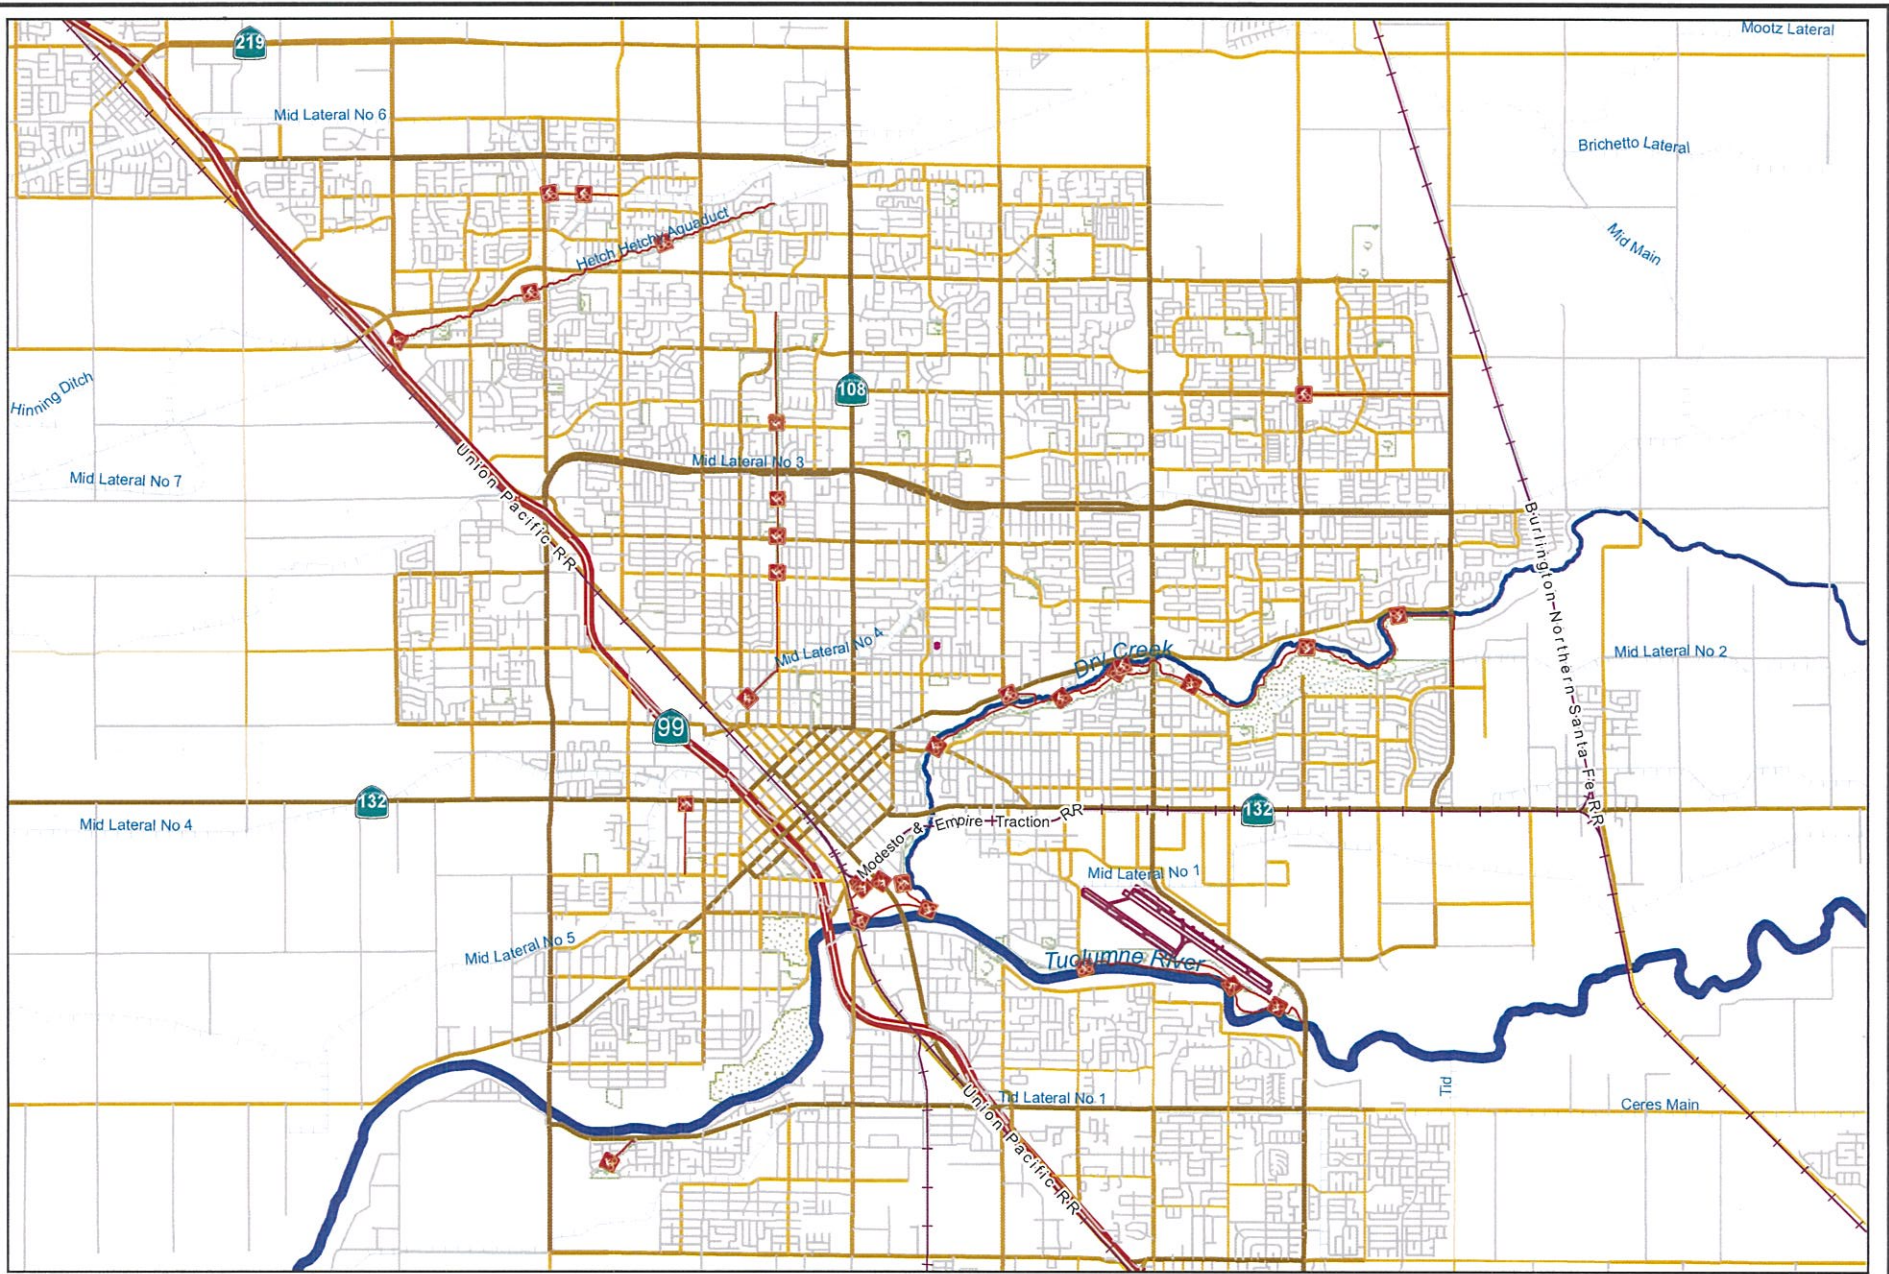 Mootz Lateral
219
Mid Lateral No 6
Brichetto Lateral
Hetch Hetchy Aquaduct
Mid Main
Hinning Ditch
108
Union Pacific RR
Mid Lateral No 3
Mid Lateral No 7
Burlington Northern Santa Fe RR
Mid Lateral No 4
Dry Creek
Mid Lateral No 2
99
132
132
Mid Lateral No 4
Modesto & Empire Traction RR
Mid Lateral No 1
Mid Lateral No 5
Tuolumne River
Tid
Union Pacific RR
Tid Lateral No 1
Ceres Main